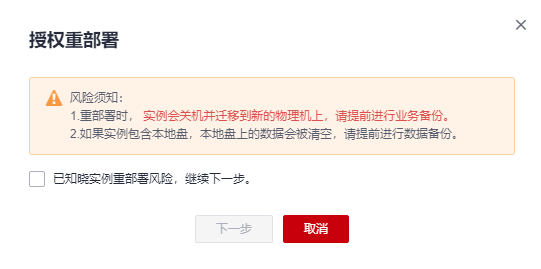 授权重部署
风险须知：
1.重部署时， 实例会关机并迁移到新的物理机上，请提前进行业务备份。
2.如果实例包含本地盘，本地盘上的数据会被清空，请提前进行数据备份。
已知晓实例重部署风险，继续下一步。
下一步 取消